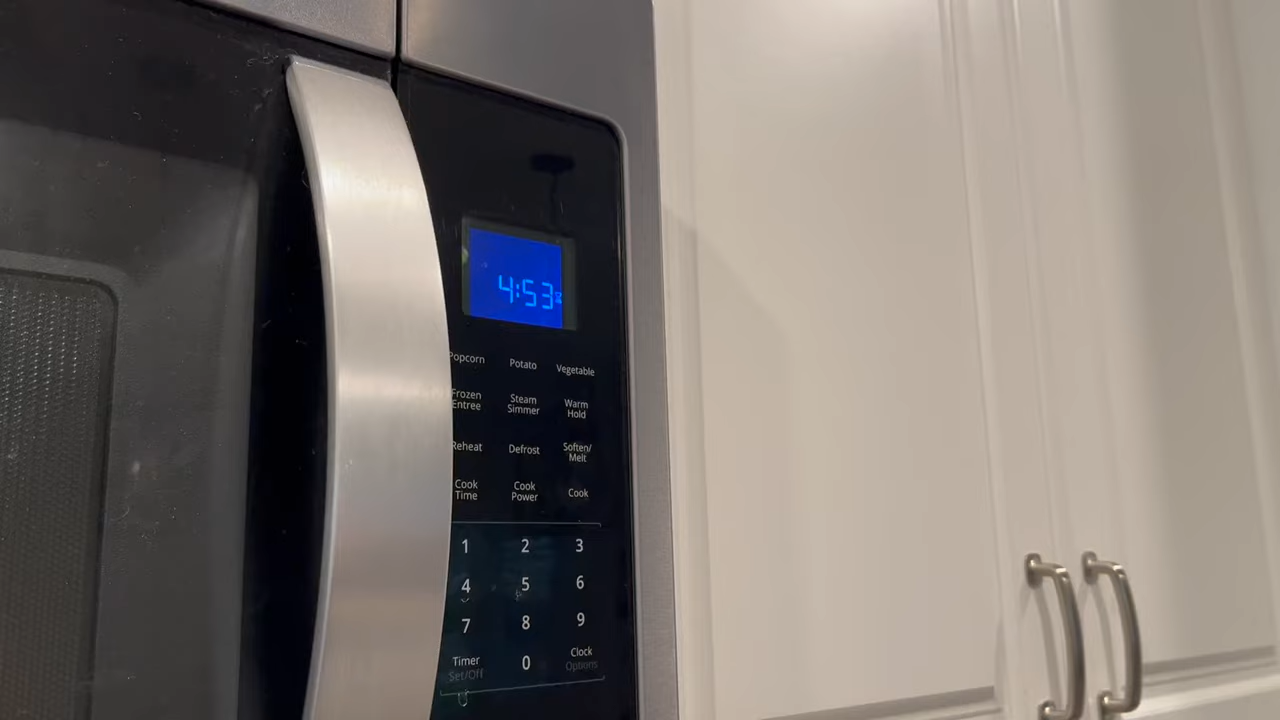 4:53
Popcorn Potato Vegetable
Frozen Entree
Steam Simmer
Warm Hold
Reheat Defrost Soften/ Melt
Cook Time
Cook Power
Cook
1 2 3
4 5 6
7 8 9
Timer Set/Off
0
Clock Options